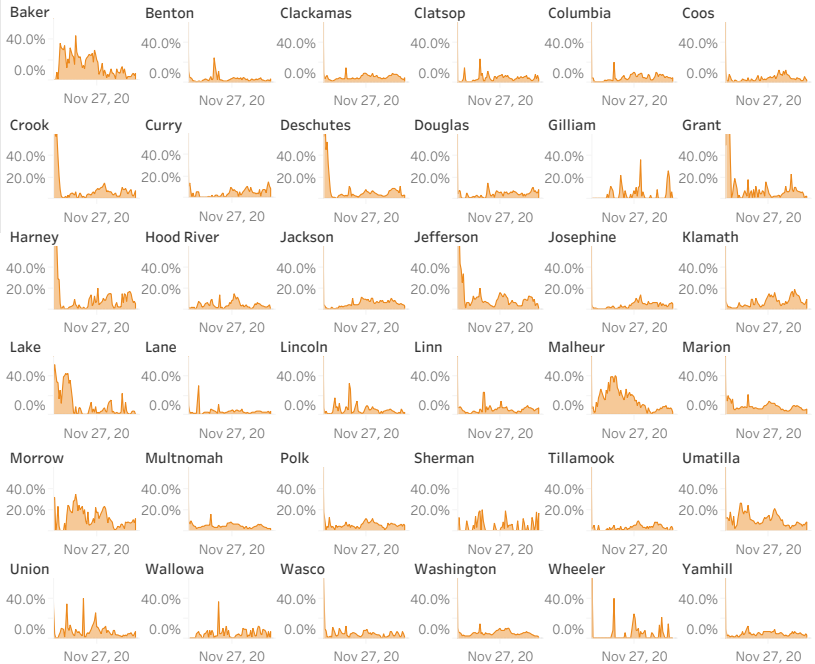 Baker Benton Clackamas Clatsop Columbia Coos
40.0% 40.0% 40.0% 40.0% 40.0% 40.0%
0.0% 0.0% 0.0% 0.0% 0.0% 0.0%
Nov 27, 20 Nov 27, 20 Nov 27, 20 Nov 27, 20 Nov 27, 20 Nov 27, 20
Crook Curry Deschutes Douglas Gilliam Grant
40.0% 40.0% 40.0% 40.0% 40.0% 40.0%
20.0% 20.0% 20.0% 20.0% 20.0% 20.0%
Nov 27, 20 Nov 27, 20 Nov 27, 20 Nov 27, 20 Nov 27, 20 Nov 27, 20
Harney Hood River Jackson Jefferson Josephine Klamath
40.0% 40.0% 40.0% 40.0% 40.0% 40.0%
20.0% 20.0% 20.0% 20.0% 20.0% 20.0%
Nov 27, 20 Nov 27, 20 Nov 27, 20 Nov 27, 20 Nov 27, 20 Nov 27, 20
Lake Lane Lincoln Linn Malheur Marion
40.0% 40.0% 40.0% 40.0% 40.0% 40.0%
0.0% 0.0% 0.0% 0.0% 0.0% 0.0%
Nov 27, 20 Nov 27, 20 Nov 27, 20 Nov 27, 20 Nov 27, 20 Nov 27, 20
Morrow Multnomah Polk Sherman Tillamook Umatilla
40.0% 40.0% 40.0% 40.0% 40.0% 40.0%
20.0% 20.0% 20.0% 20.0% 20.0% 20.0%
Nov 27, 20 Nov 27, 20 Nov 27, 20 Nov 27, 20 Nov 27, 20 Nov 27, 20
Union Wallowa Wasco Washington Wheeler Yamhill
40.0% 40.0% 40.0% 40.0% 40.0% 40.0%
0.0% 0.0% 0.0% 0.0% 0.0% 0.0%
Nov 27, 20 Nov 27, 20 Nov 27, 20 Nov 27, 20 Nov 27, 20 Nov 27, 20